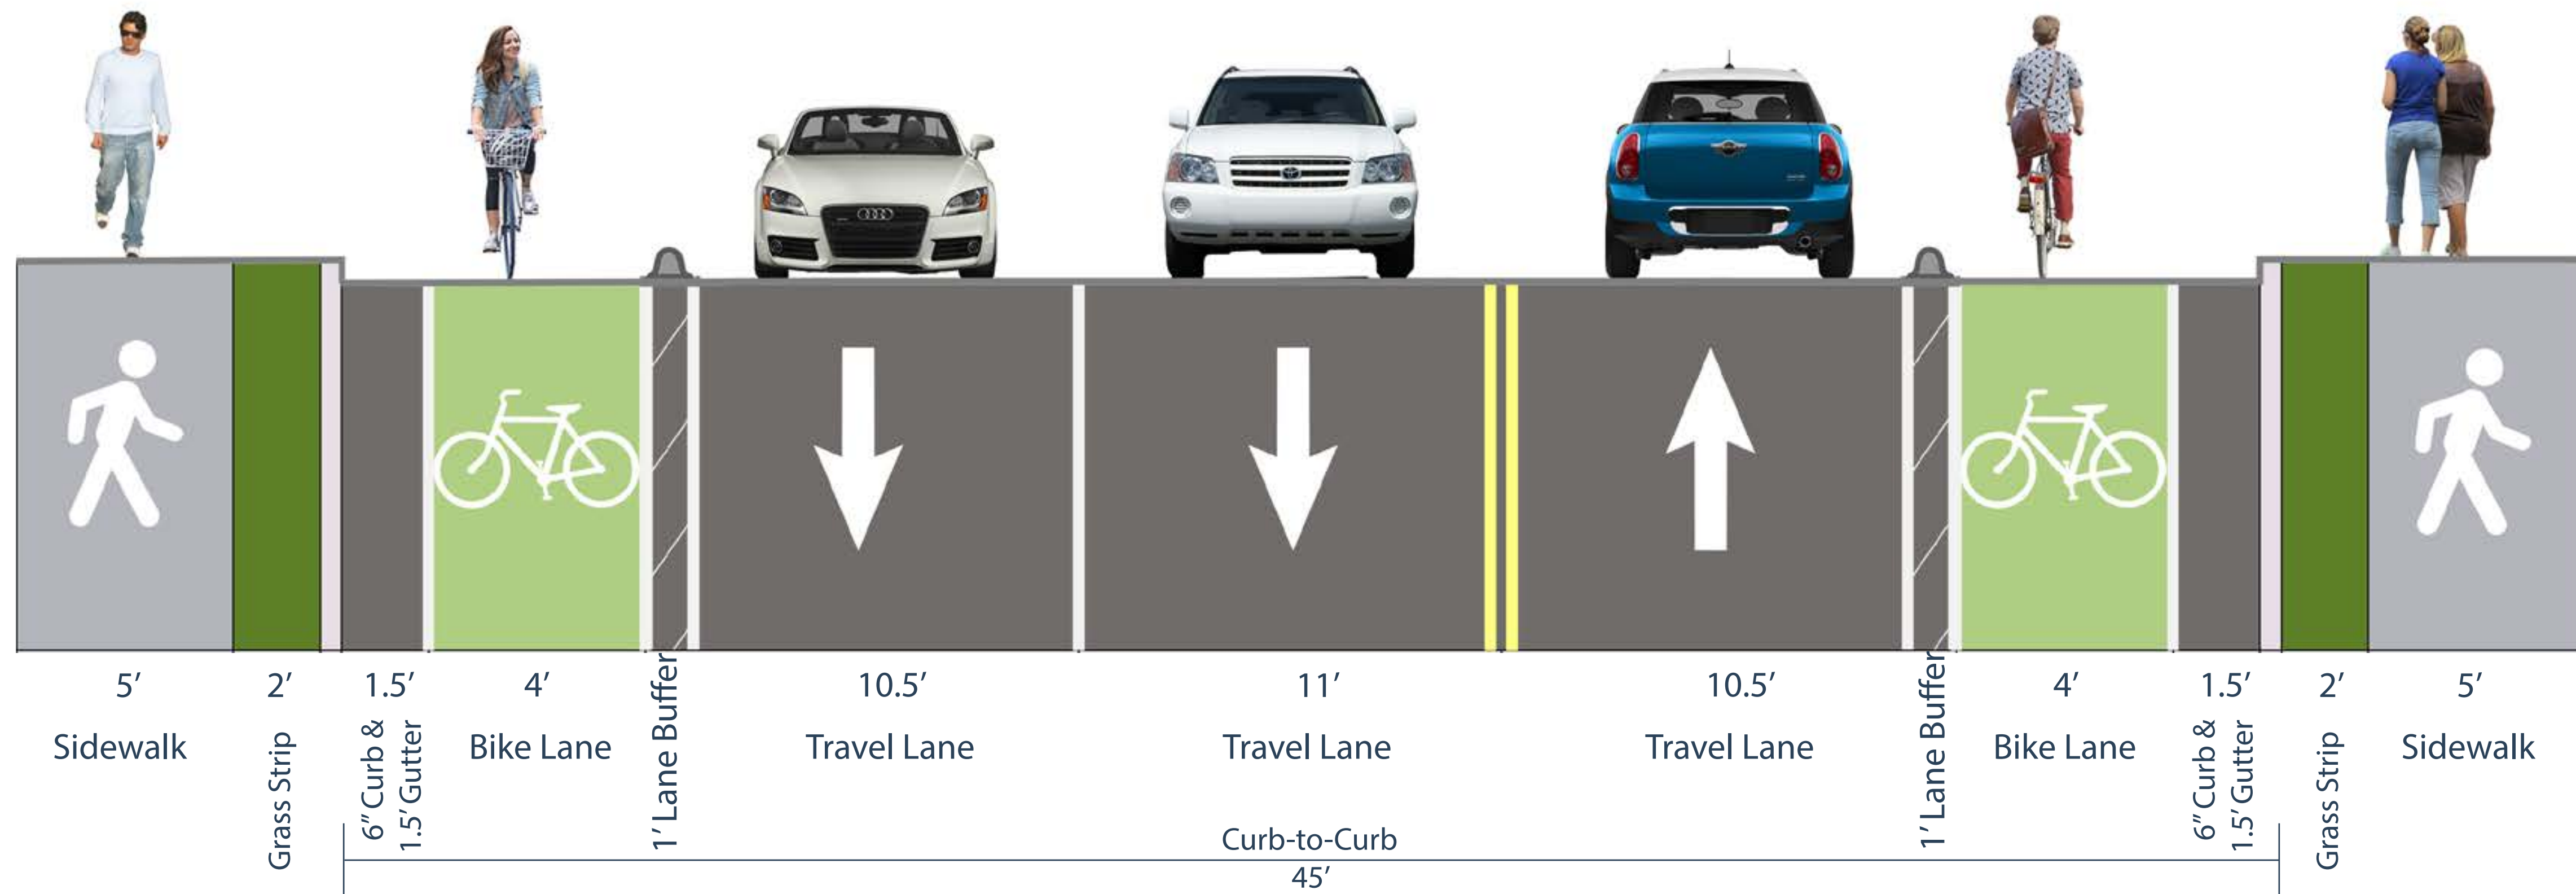 5’
2’
1.5’
4’
10.5’
11’
10.5’
4’
1.5’
2’
5’
Sidewalk
Grass Strip
6” Curb &
1.5’ Gutter
Bike Lane
1’ Lane Buffer
Travel Lane
Travel Lane
Travel Lane
1’ Lane Buffer
Bike Lane
6” Curb &
1.5’ Gutter
Grass Strip
Sidewalk
Curb-to-Curb
45’